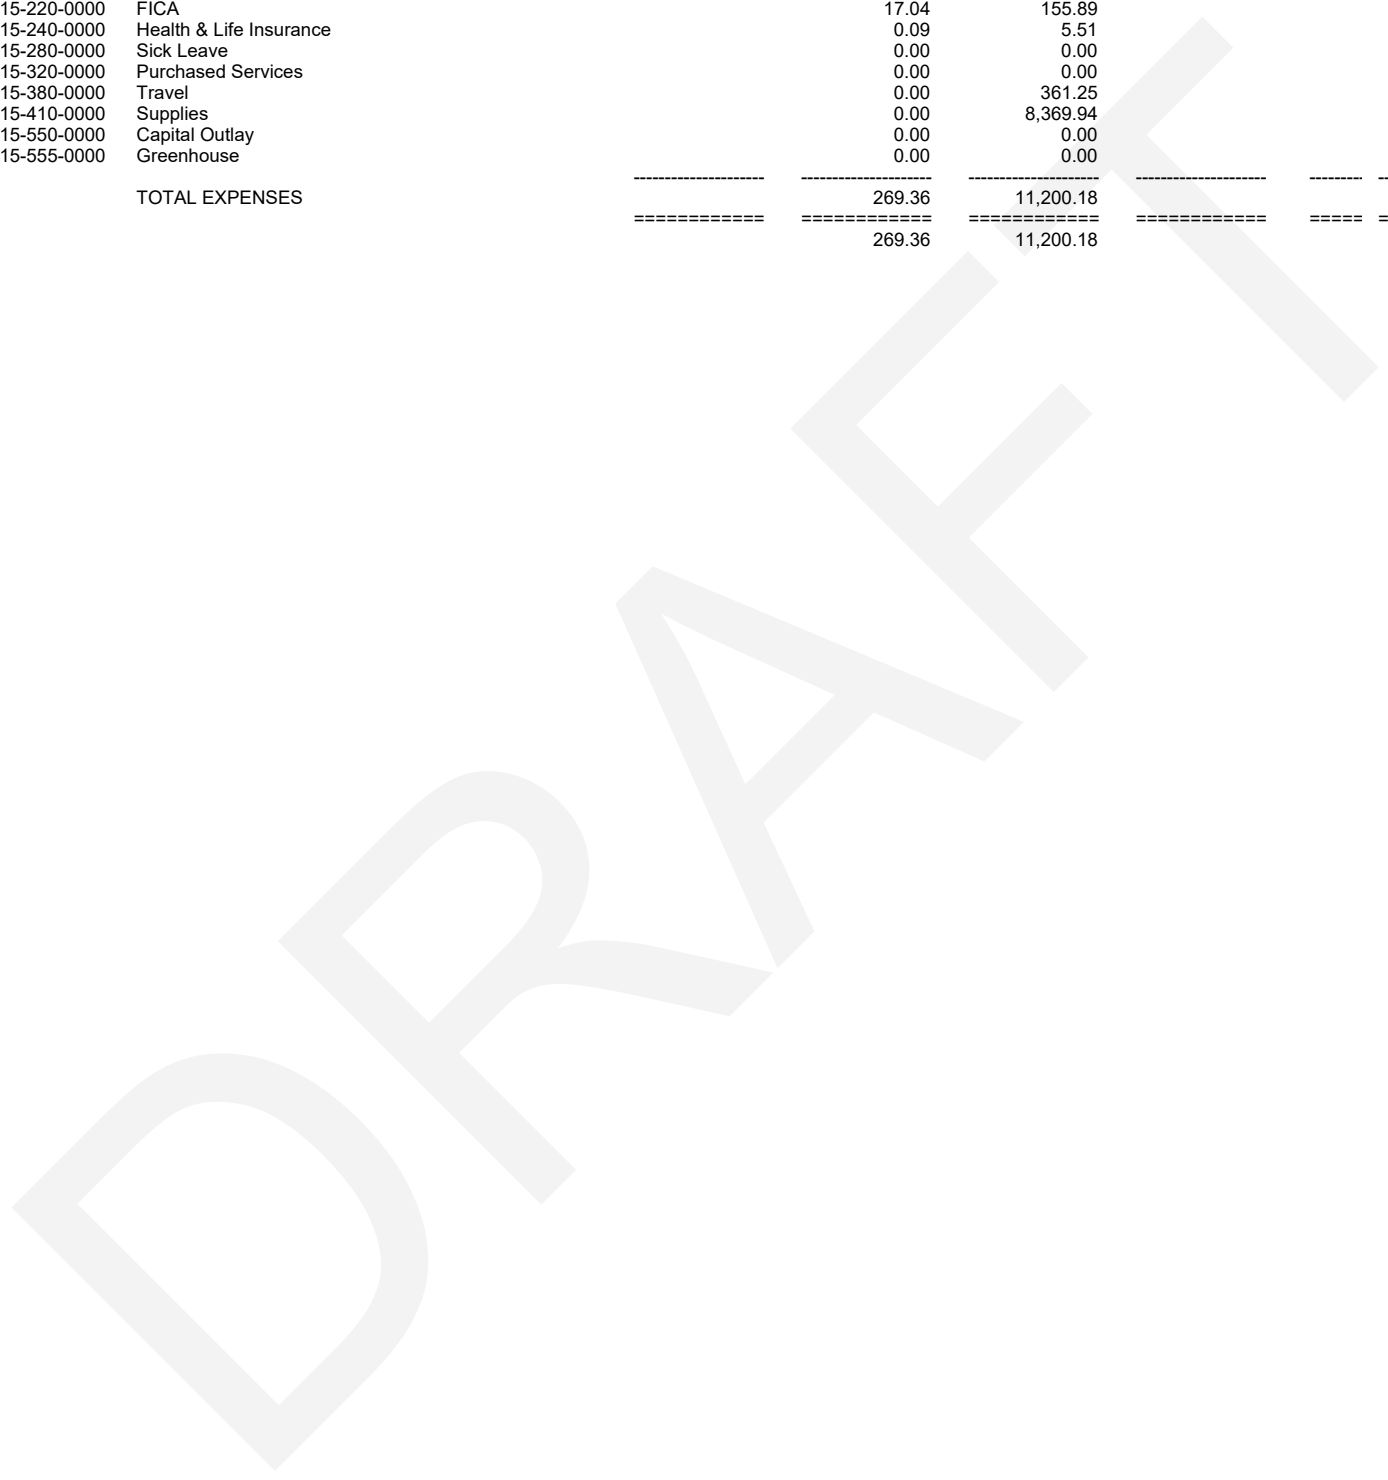 15-220-0000 FICA 17.04 155.89
15-240-0000 Health & Life Insurance 0.09 5.51
15-280-0000 Sick Leave 0.00 0.00
15-320-0000 Purchased Services 0.00 0.00
15-380-0000 Travel 0.00 361.25
15-410-0000 Supplies 0.00 8,369.94
15-550-0000 Capital Outlay 0.00 0.00
15-555-0000 Greenhouse 0.00 0.00
--------------------- --------------------- --------------------- --------------------- -------- --
TOTAL EXPENSES 269.36 11,200.18
============ ============ ============ ============ ===== =
269.36 11,200.18
DRAFT